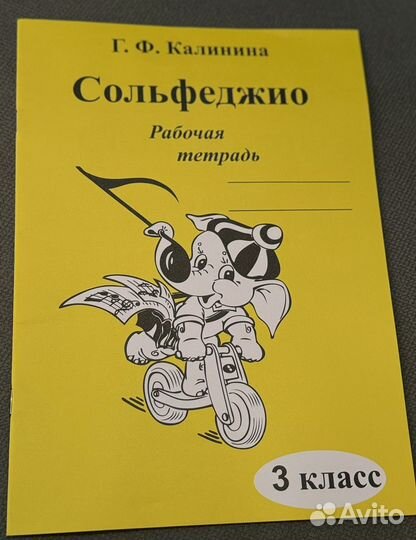 Г. Ф. Калинина
Сольфеджио
Рабочая
тетрадь
3 класс
Avito